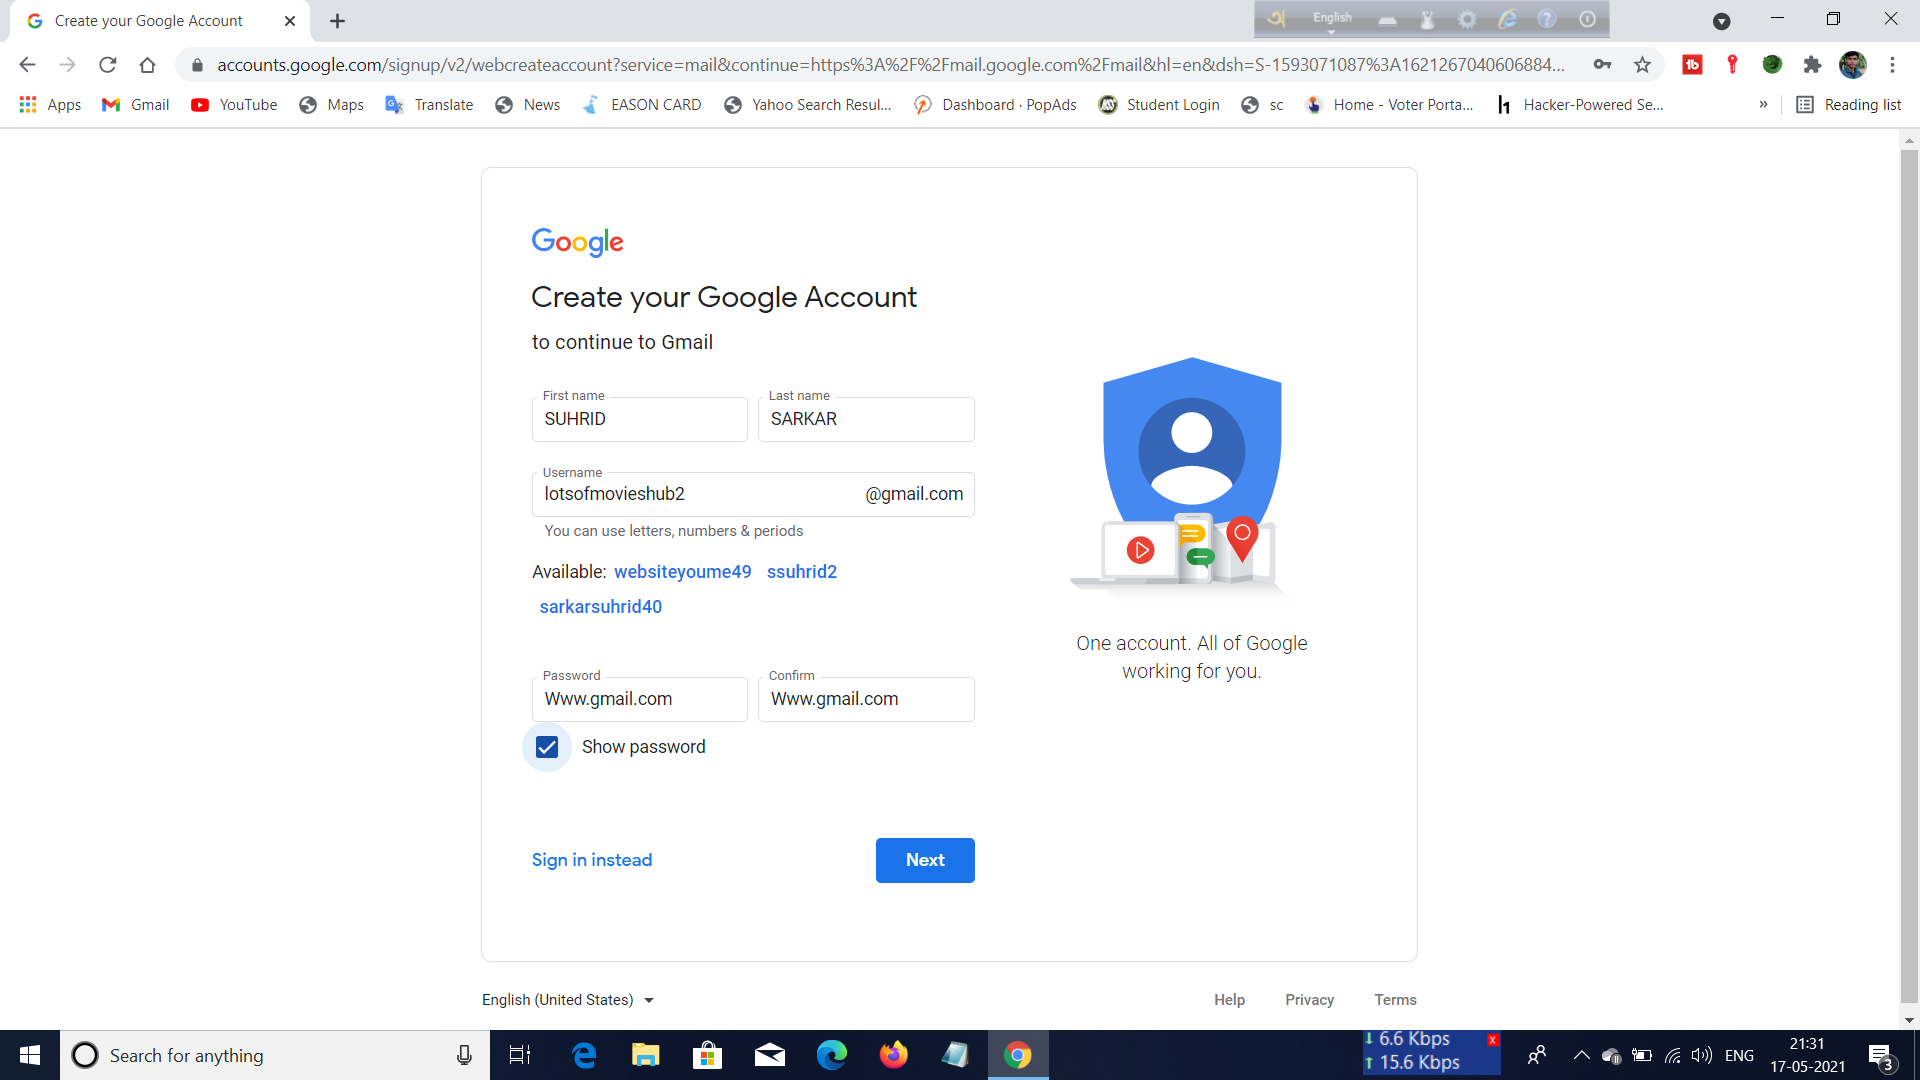 Create your Google Account
English
accounts.google.com/signup/v2/webcreateaccount?service=mail&continue=https%3A%2F%2Fmail.google.com%2Fmail&hl=en&dsh=S-1593071087%3A1621267040606884...
Apps Gmail YouTube Maps Translate News EASON CARD Yahoo Search Resul... Dashboard · PopAds Student Login sc Home - Voter Porta... Hacker-Powered Se... » Reading list
Google
Create your Google Account
to continue to Gmail
First name Last name
SUHRID SARKAR
Username
lotsofmovieshub2 @gmail.com
You can use letters, numbers & periods
Available: websiteyoume49 ssuhrid2
sarkarsuhrid40
Password Confirm
Www.gmail.com Www.gmail.com
Show password
Sign in instead Next
One account. All of Google
working for you.
English (United States) Help Privacy Terms
Search for anything
6.6 Kbps
15.6 Kbps
ENG
21:31
17-05-2021
3